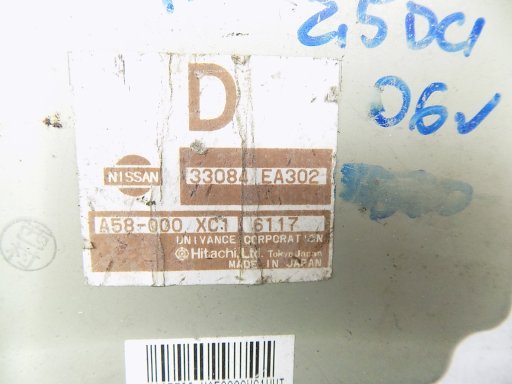 2,5 DCI
06v
D
NISSAN
33084 EA302
A58-000 XC1 6117
UNIVANCE CORPORATION
Hitachi, Ltd. Tokyo Japan
MADE IN JAPAN